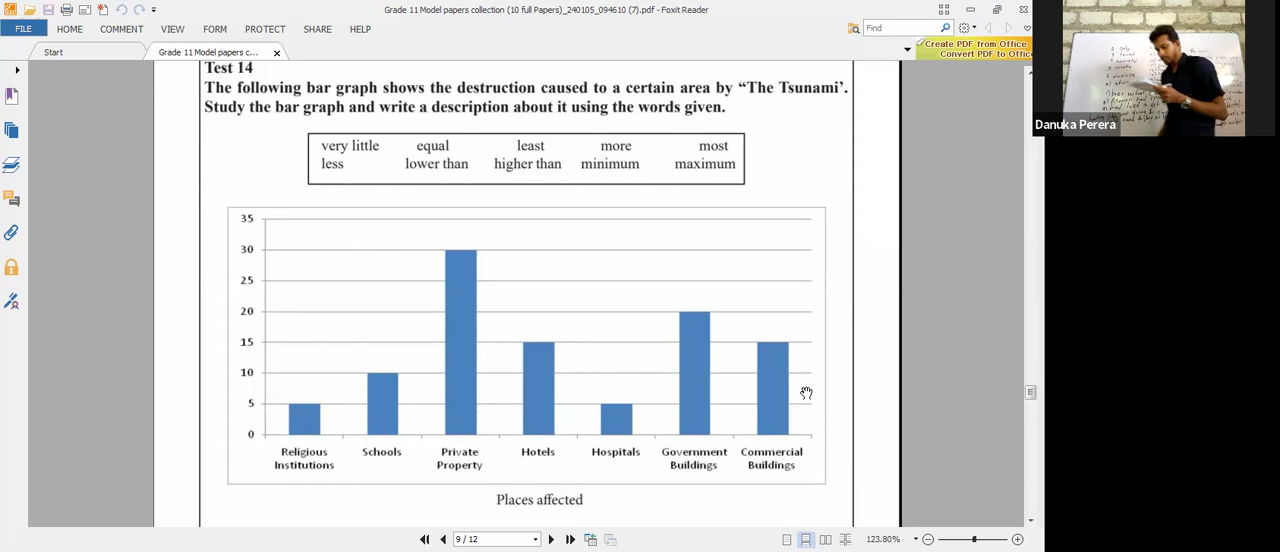 Grade 11 Model papers collection (10 full Papers)_240105_094610 (7).pdf - Foxit Reader
FILE HOME COMMENT VIEW FORM PROTECT SHARE HELP
Find
Start
Grade 11 Model papers c...
Create PDF from Office
Convert PDF to Office
Danuka Perera
Test 14
The following bar graph shows the destruction caused to a certain area by “The Tsunami’.
Study the bar graph and write a description about it using the words given.
very little equal least more most
less lower than higher than minimum maximum
35
30
25
20
15
10
5
0
Religious Institutions
Schools
Private Property
Hotels
Hospitals
Government Buildings
Commercial Buildings
Places affected
9 / 12
123.80%